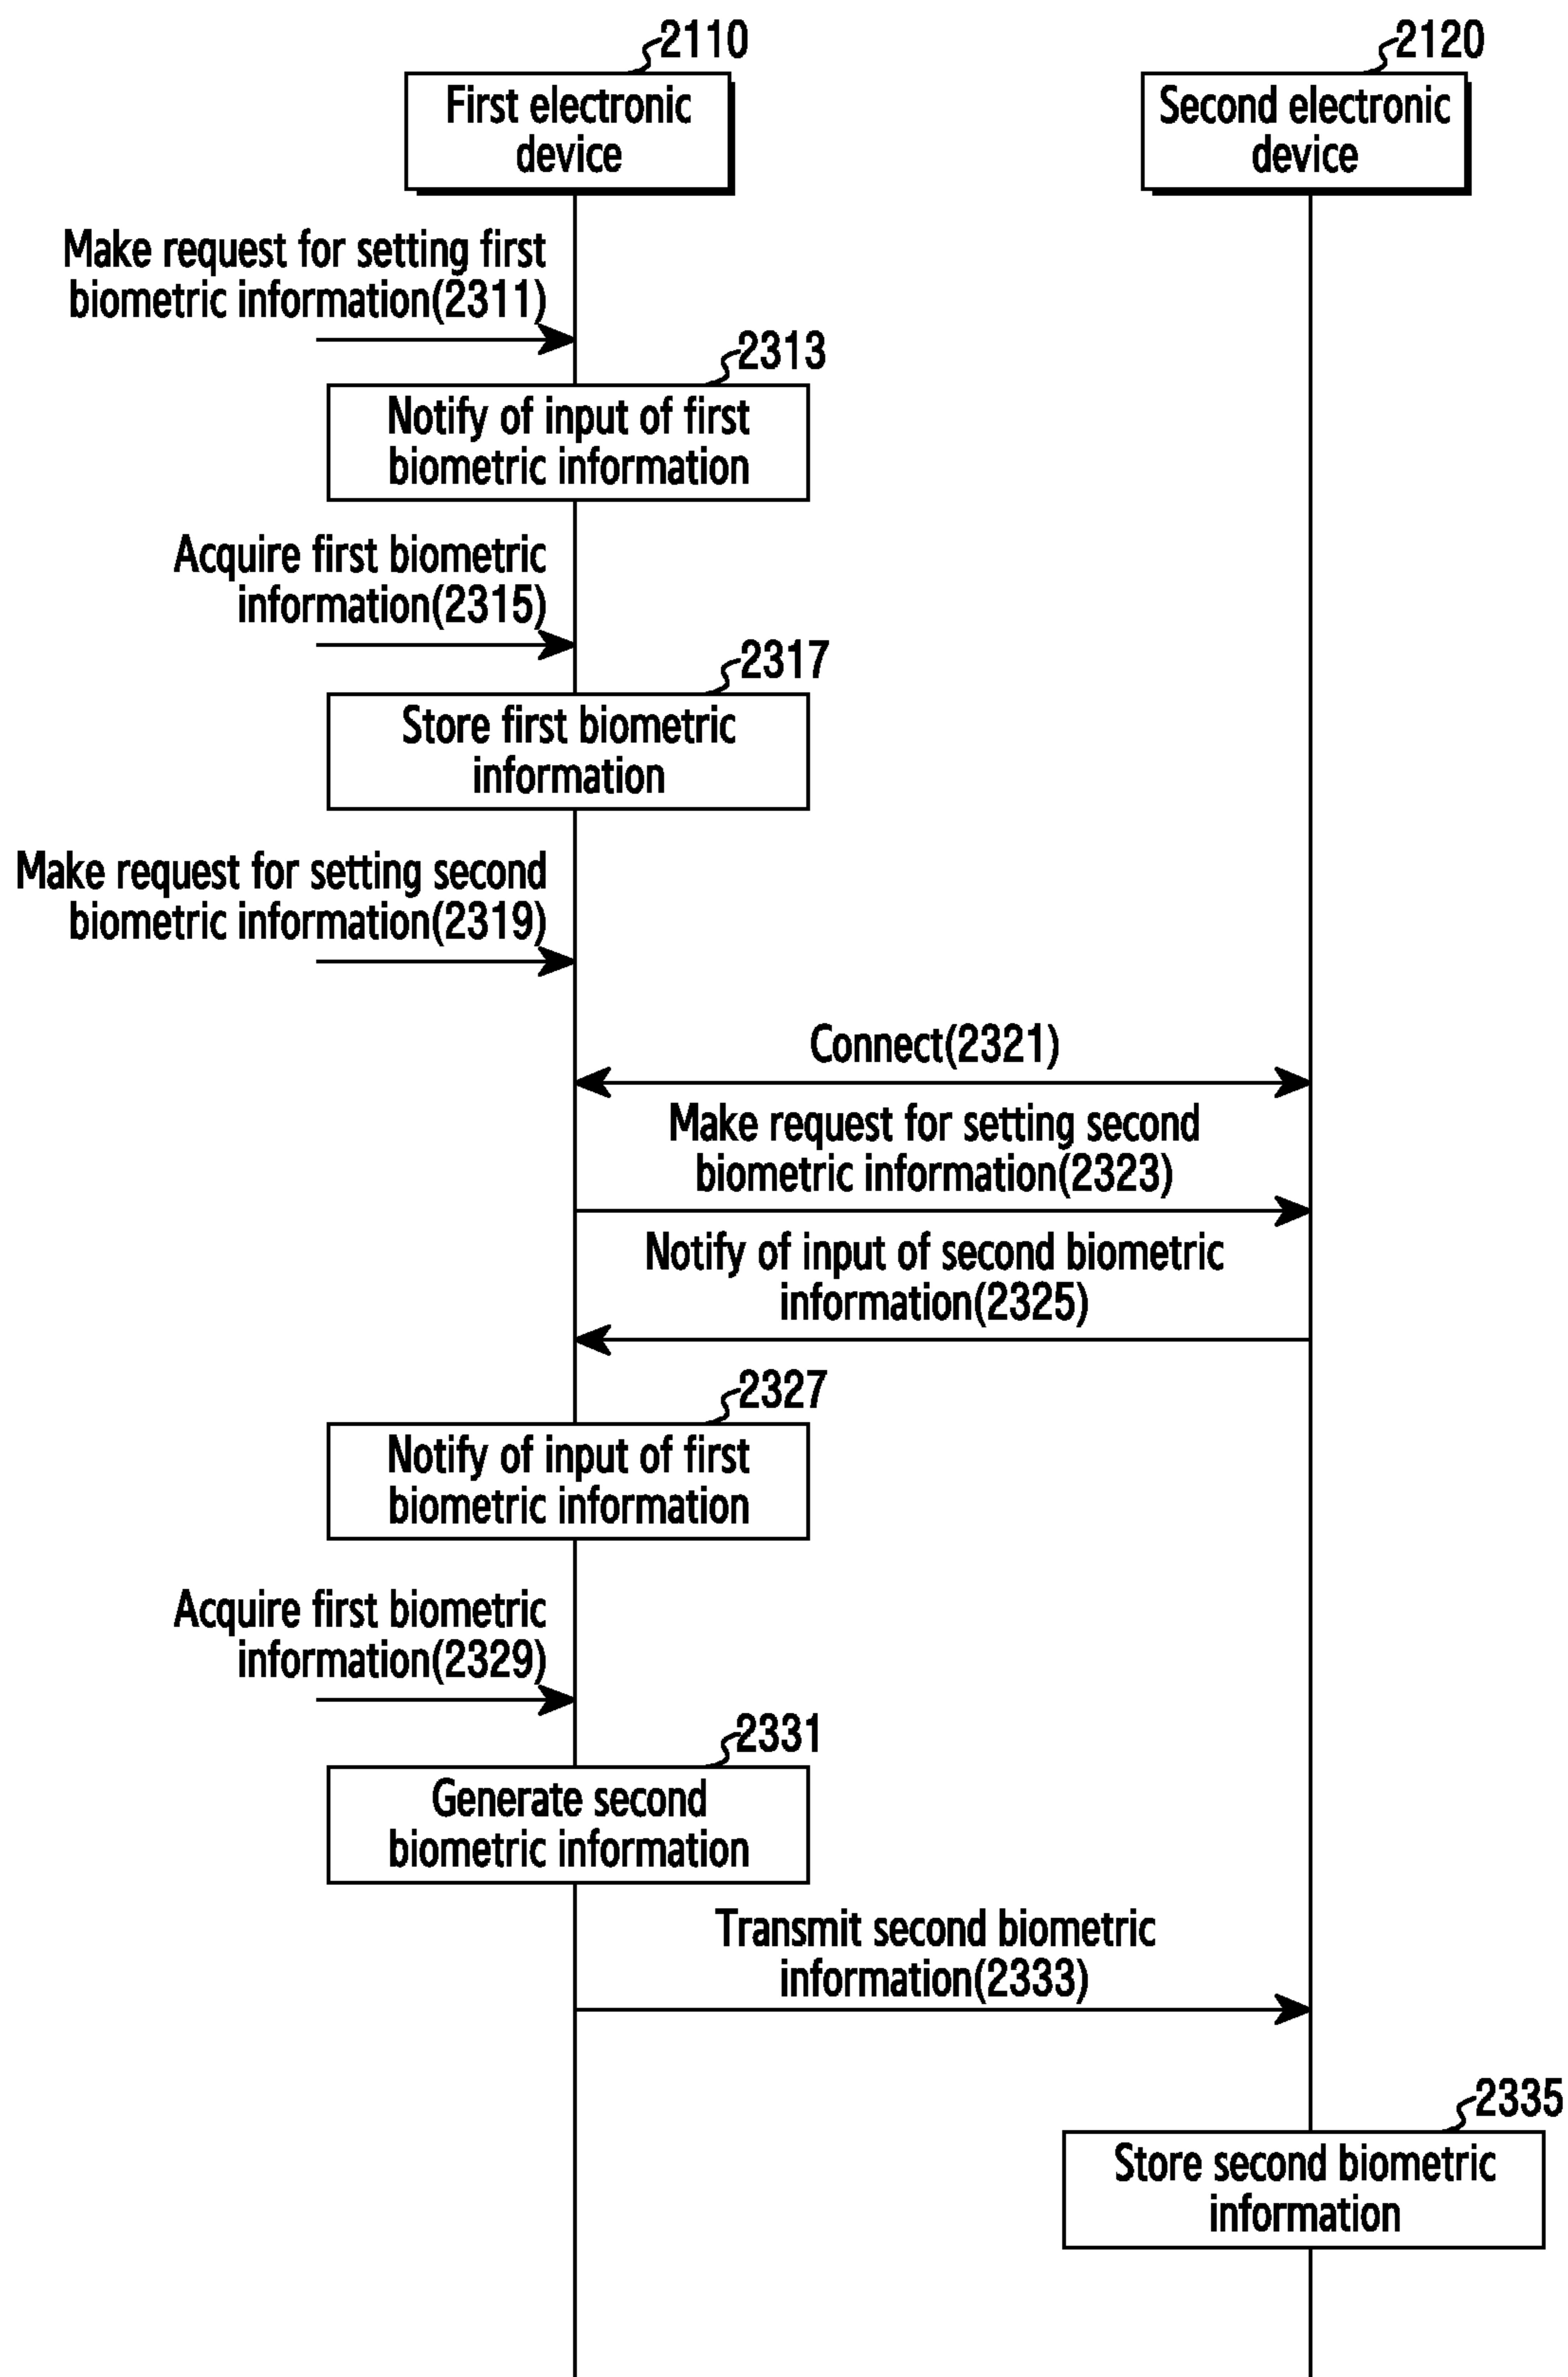 2110
First electronic
device
2120
Second electronic
device
Make request for setting first
biometric information(2311)
2313
Notify of input of first
biometric information
Acquire first biometric
information(2315)
2317
Store first biometric
information
Make request for setting second
biometric information(2319)
Connect(2321)
Make request for setting second
biometric information(2323)
Notify of input of second biometric
information(2325)
2327
Notify of input of first
biometric information
Acquire first biometric
information(2329)
2331
Generate second
biometric information
Transmit second biometric
information(2333)
2335
Store second biometric
information